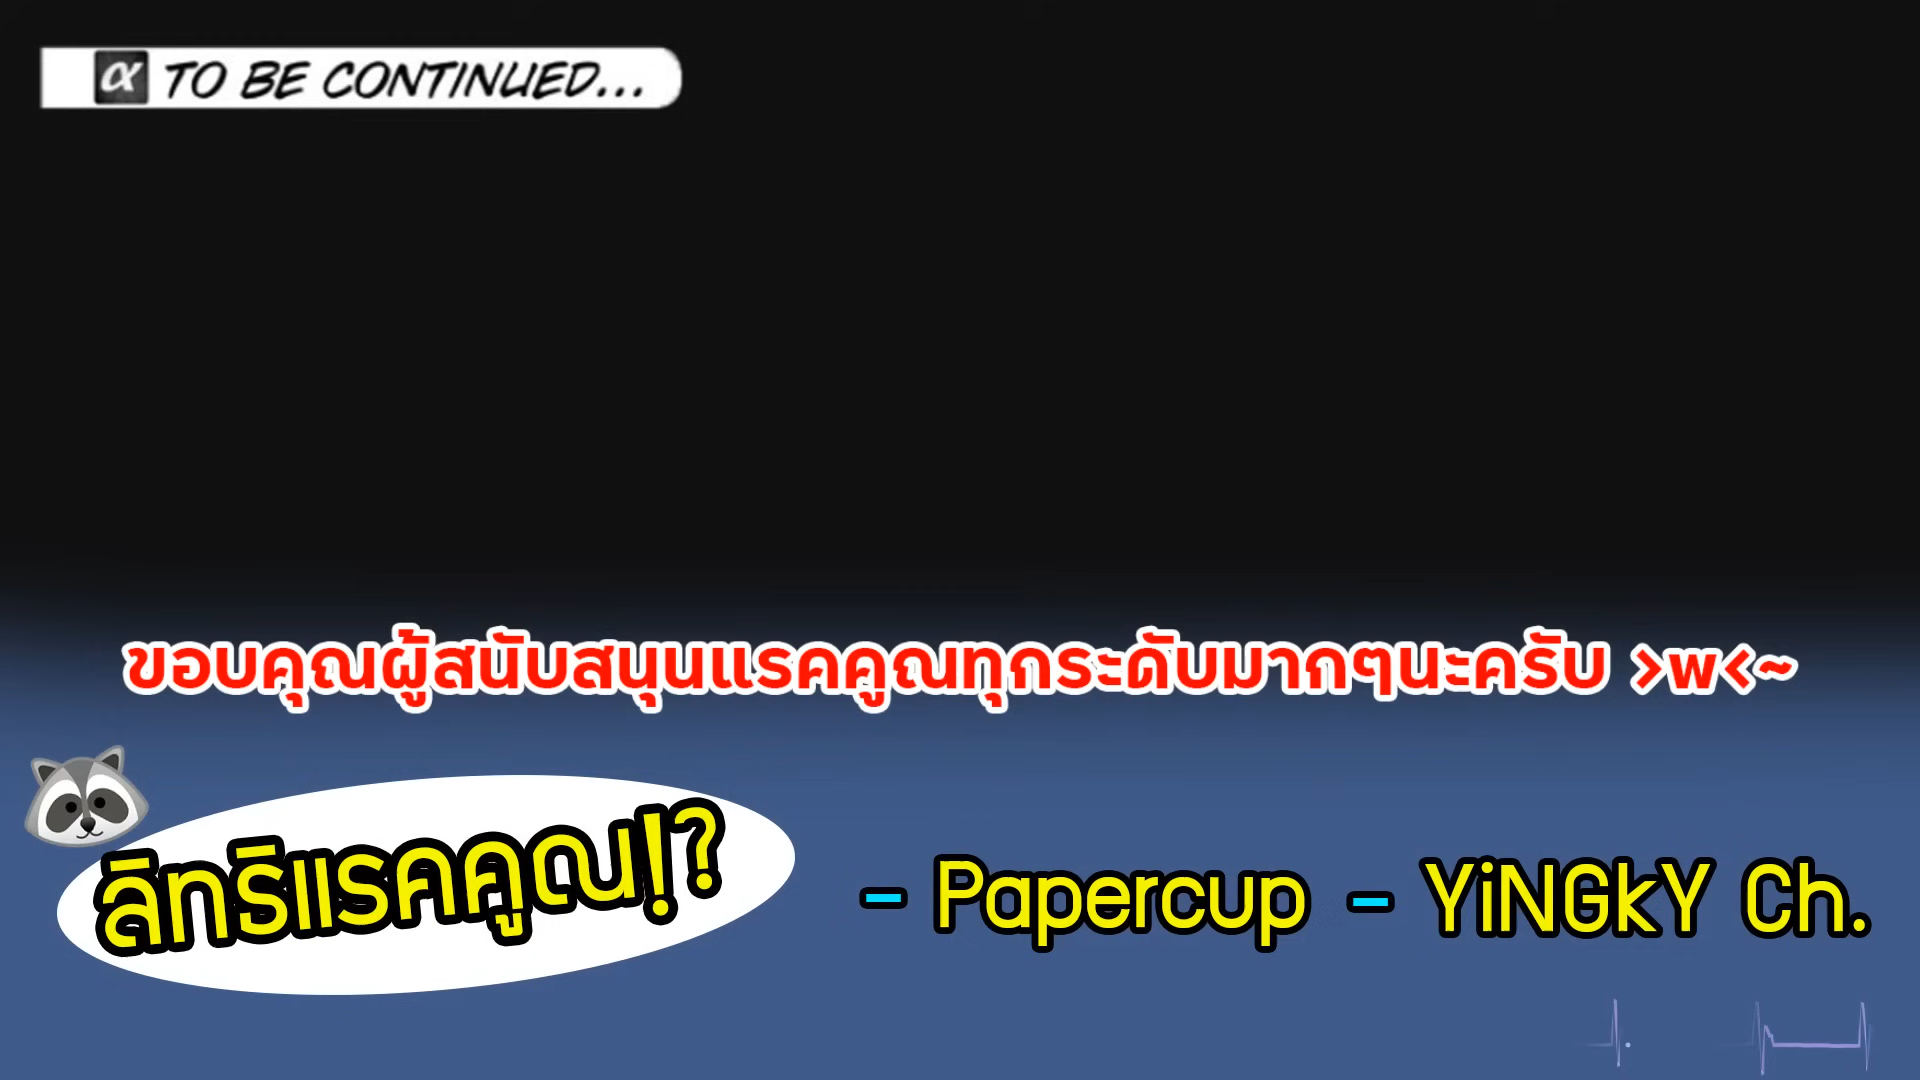 α TO BE CONTINUED...
ขอบคุณผู้สนับสนุนแรคคูณทุกระดับมากๆนะครับ >w<~
ลิทธิแรคคูณ!?
- Papercup - YiNGkY Ch.